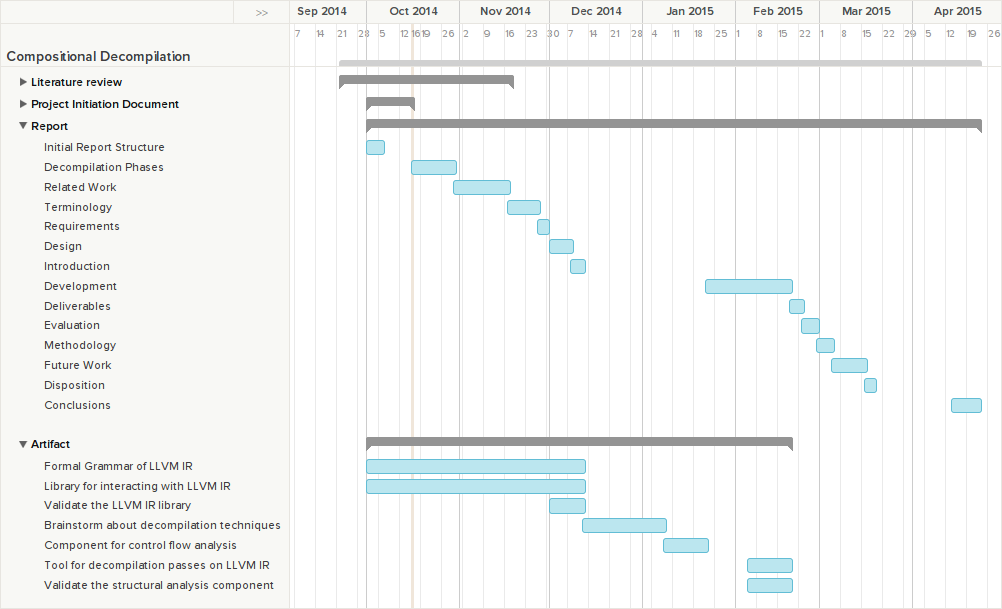 >> Sep 2014 Oct 2014 Nov 2014 Dec 2014 Jan 2015 Feb 2015 Mar 2015 Apr 2015
7 14 21 28 5 12 16 19 26 2 9 16 23 30 7 14 21 28 4 11 18 25 1 8 15 22 1 8 15 22 29 5 12 19 26
Compositional Decompilation
Literature review
Project Initiation Document
Report
Initial Report Structure
Decompilation Phases
Related Work
Terminology
Requirements
Design
Introduction
Development
Deliverables
Evaluation
Methodology
Future Work
Disposition
Conclusions
Artifact
Formal Grammar of LLVM IR
Library for interacting with LLVM IR
Validate the LLVM IR library
Brainstorm about decompilation techniques
Component for control flow analysis
Tool for decompilation passes on LLVM IR
Validate the structural analysis component